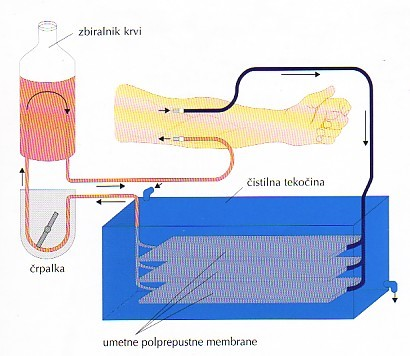 zbiralnik krvi
čistilna tekočina
črpalka
umetne polprepustne membrane